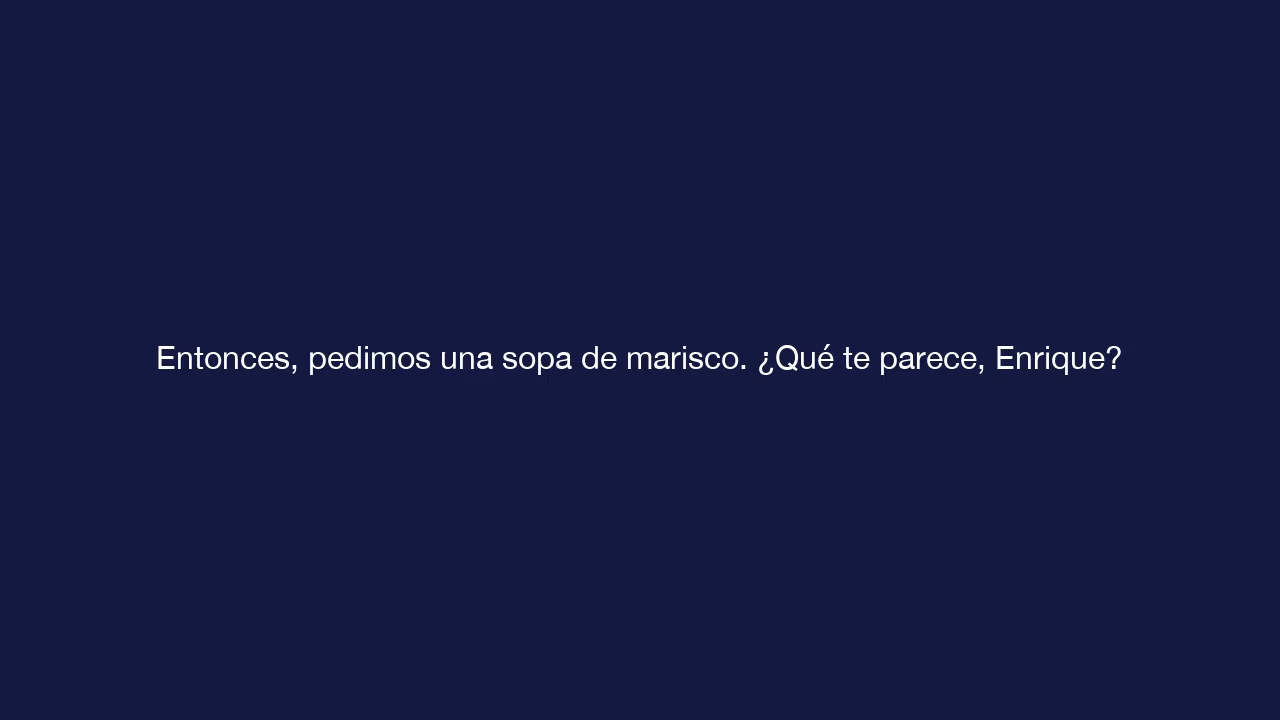 Entonces, pedimos una sopa de marisco. ¿Qué te parece, Enrique?